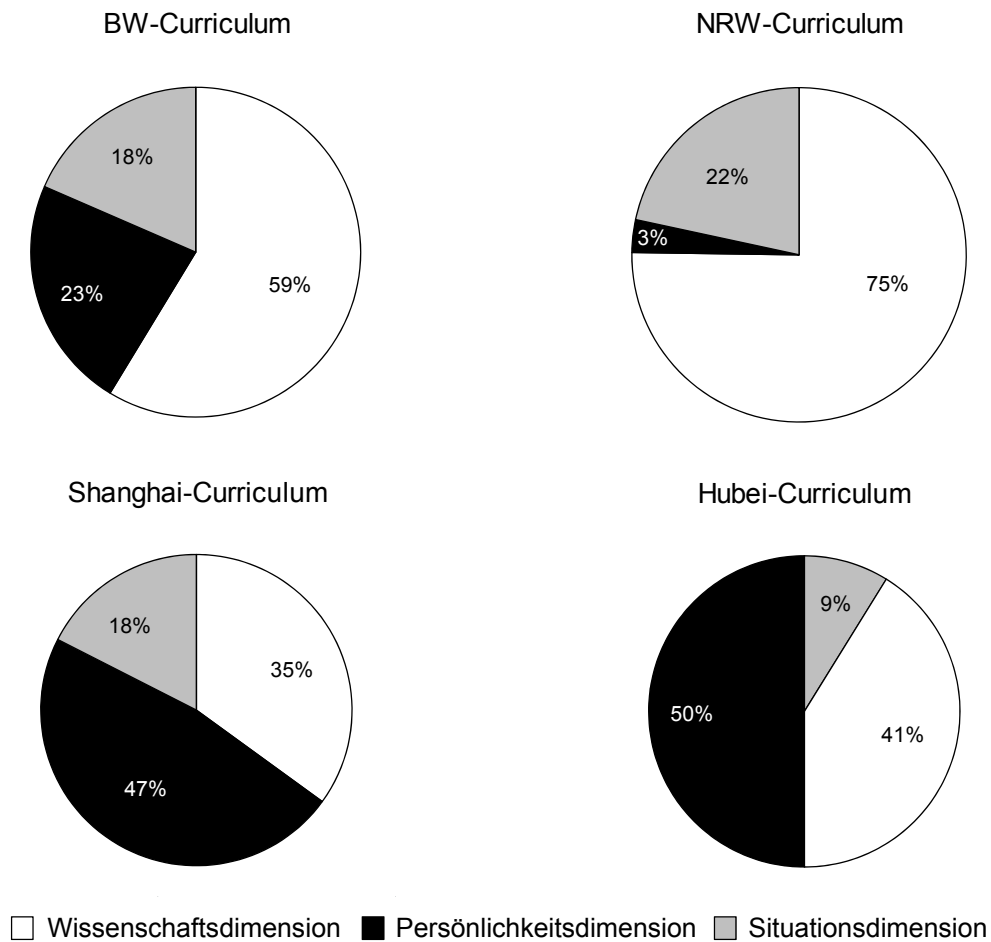 BW-Curriculum
NRW-Curriculum
18%
23%
59%
22%
3%
75%
Shanghai-Curriculum
Hubei-Curriculum
18%
35%
47%
9%
50%
41%
Wissenschaftsdimension Persönlichkeitsdimension Situationsdimension